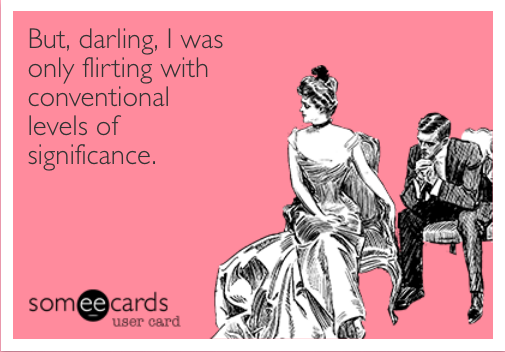 But, darling, I was
only flirting with
conventional
levels of
significance.
someecards
user card